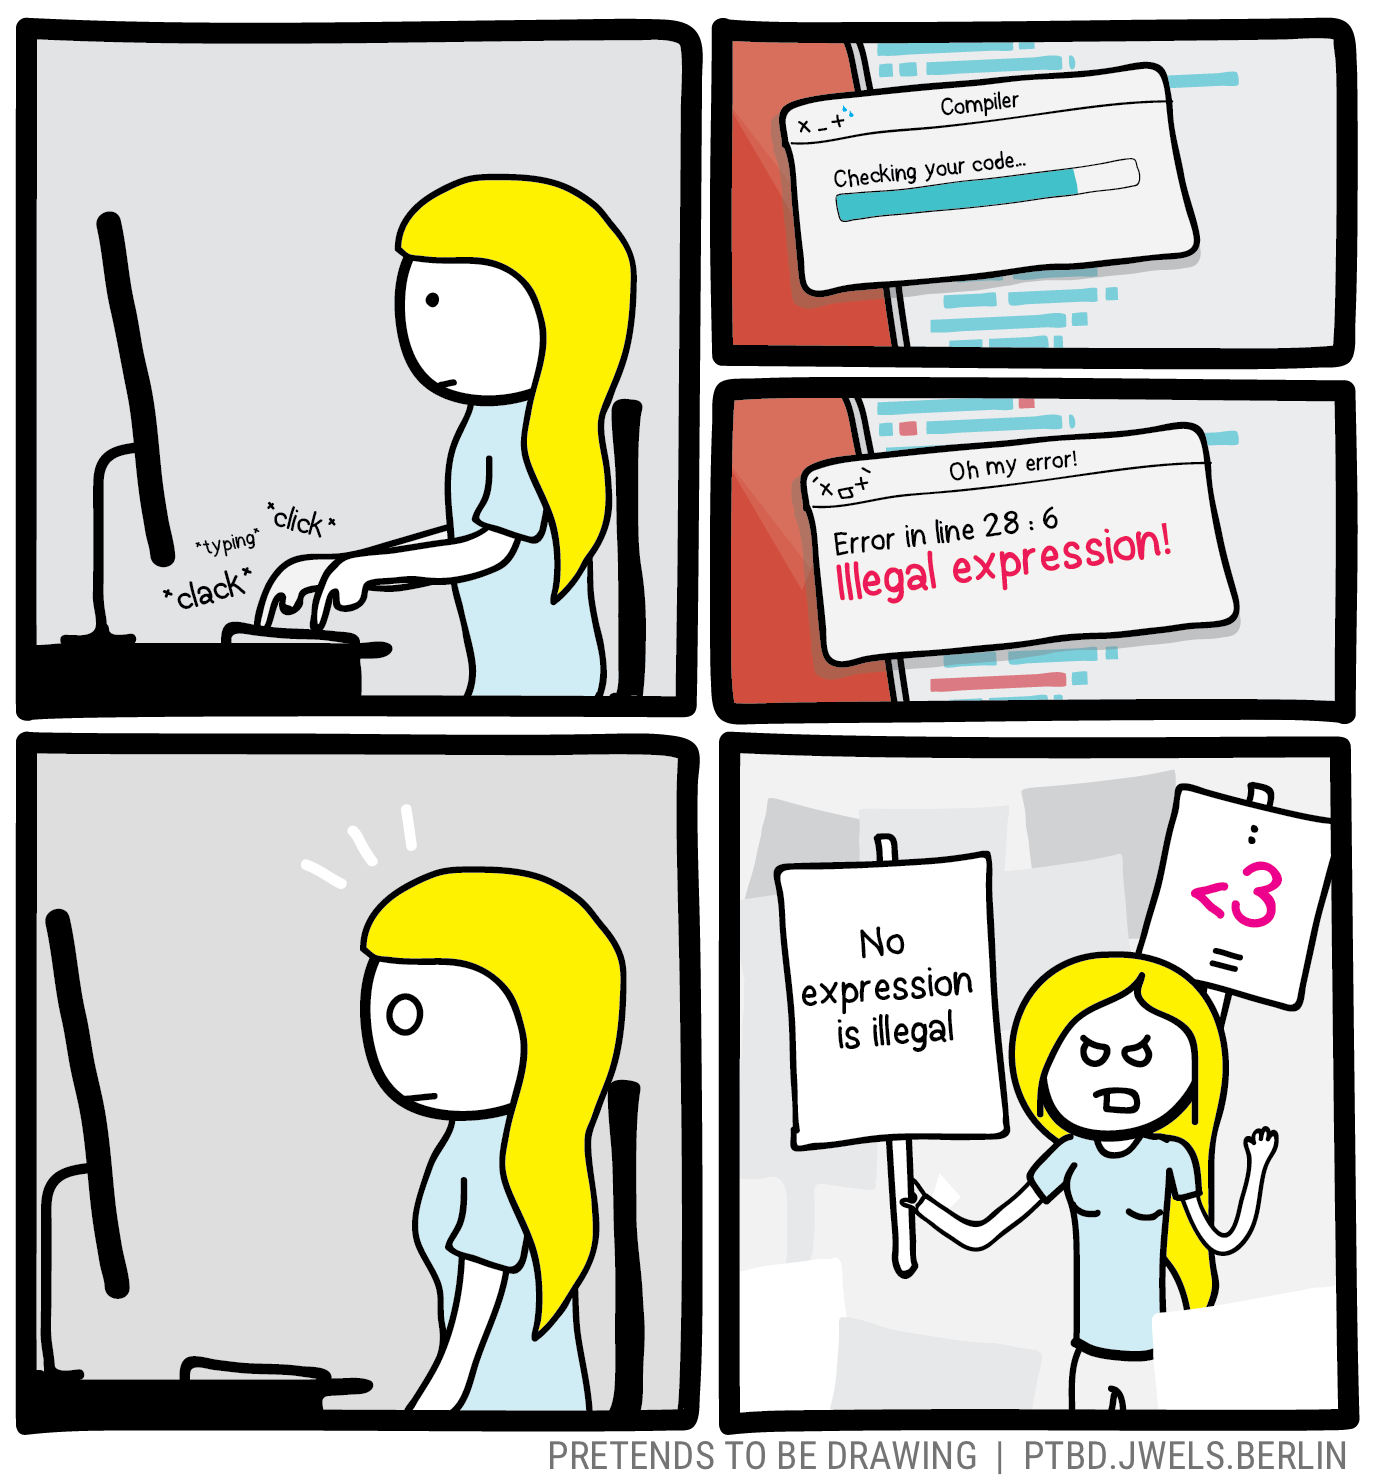 *click*
*typing*
*clack*
x _ +
Compiler
Checking your code...
x +
Oh my error!
Error in line 28 : 6
Illegal expression!
No
expression
is illegal
:
<3
=
PRETENDS TO BE DRAWING | PTBD.JWELS.BERLIN